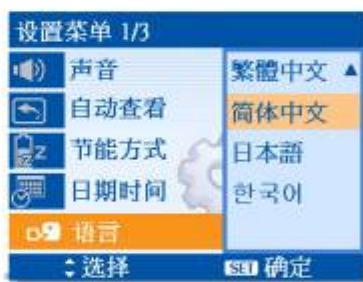 设置菜单 1/3
声音
自动查看
节能方式
日期时间
语言
繁體中文
简体中文
日本語
한국어
选择
SET 确定